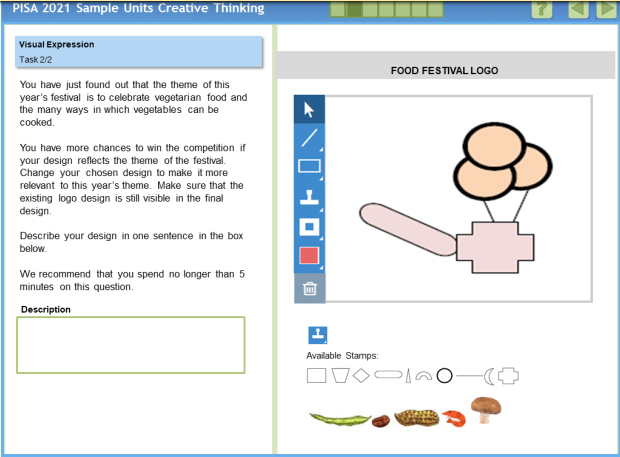 PISA 2021 Sample Units Creative Thinking
?
Visual Expression
Task 2/2
You have just found out that the theme of this
year's festival is to celebrate vegetarian food and
the many ways in which vegetables can be
cooked.
You have more chances to win the competition if
your design reflects the theme of the festival.
Change your chosen design to make it more
relevant to this year's theme. Make sure that the
existing logo design is still visible in the final
design.
Describe your design in one sentence in the box
below.
We recommend that you spend no longer than 5
minutes on this question.
Description
FOOD FESTIVAL LOGO
Available Stamps: